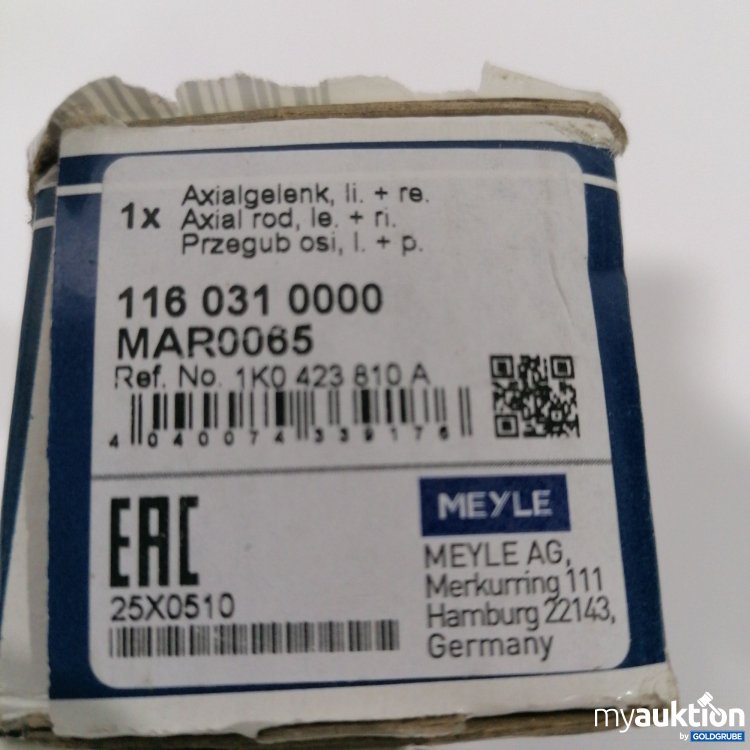 1x
Axialgelenk, li. + re.
Axial rod, le. + ri.
Przegub osi, l. + p.
116 031 0000
MAR0065
Ref. No. 1K0 423 810 A
4 040074 339176
EAC
25X0510
MEYLE
MEYLE AG,
Merkurring 111
Hamburg 22143,
Germany
myauktion
by GOLDGRUBE